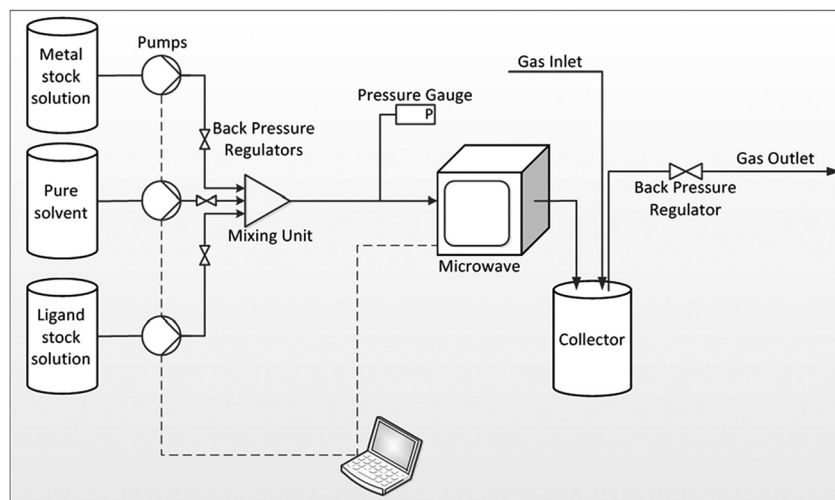 Metal
stock
solution
Pumps
Back Pressure
Regulators
Pure
solvent
Mixing Unit
Ligand
stock
solution
Pressure Gauge
P
Microwave
Gas Inlet
Gas Outlet
Back Pressure
Regulator
Collector